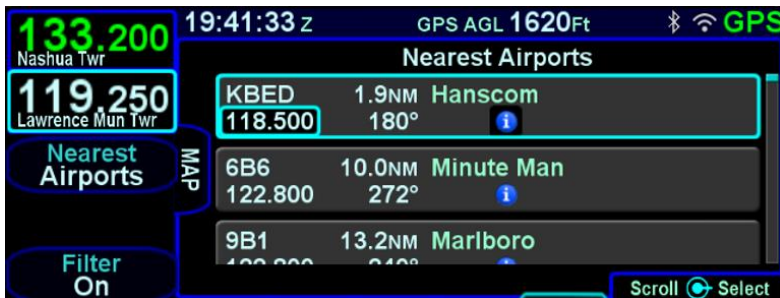 133.200
Nashua Twr
119.250
Lawrence Mun Twr
Nearest
Airports
Filter
On
MAP
19:41:33 Z GPS AGL 1620FT GPS
Nearest Airports
KBED 1.9NM Hanscom
118.500 180° i
6B6 10.0NM Minute Man
122.800 272° i
9B1 13.2NM Marlboro
Scroll Select